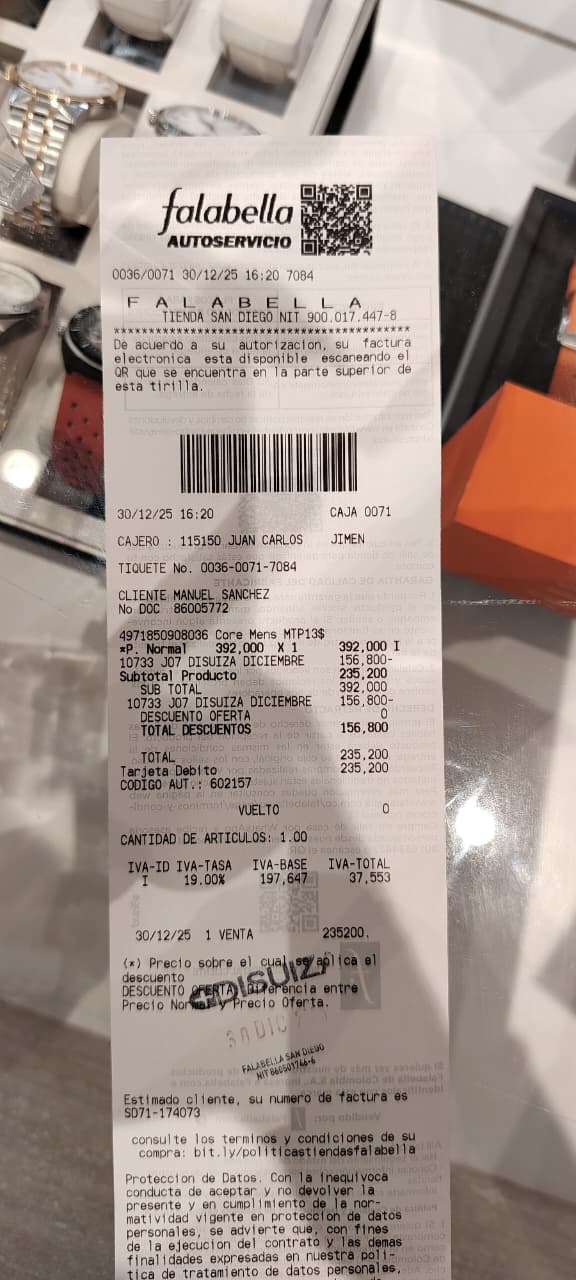 falabella
AUTOSERVICIO
0036/0071 30/12/25 16:20 7084
F A L A B E L L A
TIENDA SAN DIEGO NIT 900.017.447-8
****************************************
De acuerdo a su autorizacion, su factura
electronica esta disponible escaneando el
QR que se encuentra en la parte superior de
esta tirilla.
30/12/25 16:20 CAJA 0071
CAJERO : 115150 JUAN CARLOS JIMEN
TIQUETE No. 0036-0071-7084
CLIENTE MANUEL SANCHEZ
No DOC 86005772
4971850908036 Core Mens MTP13$
*P. Normal 392,000 X 1 392,000 I
10733 J07 DISUIZA DICIEMBRE 156,800-
Subtotal Producto 235,200
SUB TOTAL 392,000
10733 J07 DISUIZA DICIEMBRE 156,800-
DESCUENTO OFERTA 0
TOTAL DESCUENTOS 156,800
TOTAL 235,200
Tarjeta Debito 235,200
CODIGO AUT.: 602157
VUELTO 0
CANTIDAD DE ARTICULOS: 1.00
IVA-ID IVA-TASA IVA-BASE IVA-TOTAL
I 19.00% 197,647 37,553
30/12/25 1 VENTA 235200.
(*) Precio sobre el cual se aplica el
descuento
DESCUENTO OFERTA: Diferencia entre
Precio Normal y Precio Oferta.
DISUIZA
30 DIC
FALABELLA SAN DIEGO
NIT 860501746-6
Estimado cliente, su numero de factura es
SD71-174073
consulte los terminos y condiciones de su
compra: bit.ly/politicastiendasfalabella
Proteccion de Datos. Con la inequivoca
conducta de aceptar y no devolver la
presente y en cumplimiento de la nor-
matividad vigente en proteccion de datos
personales, se advierte que, con fines
de la ejecucion del contrato y las demas
finalidades expresadas en nuestra poli-
tica de tratamiento de datos personales,